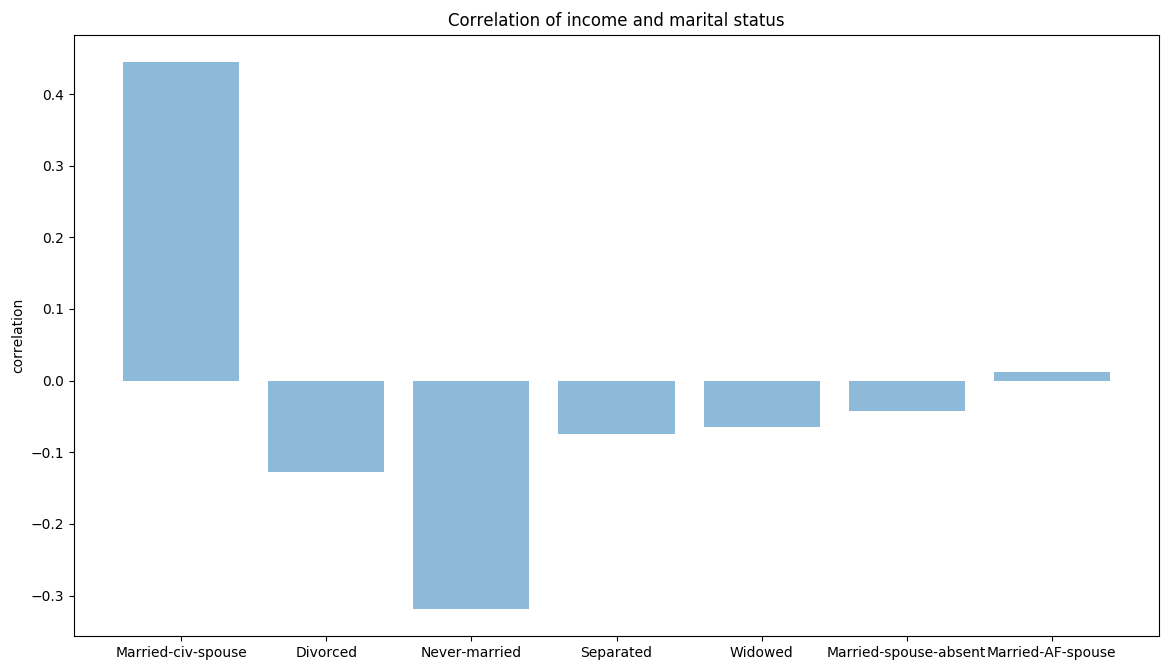 Correlation of income and marital status
correlation
0.4
0.3
0.2
0.1
0.0
−0.1
−0.2
−0.3
Married-civ-spouse Divorced Never-married Separated Widowed Married-spouse-absent Married-AF-spouse